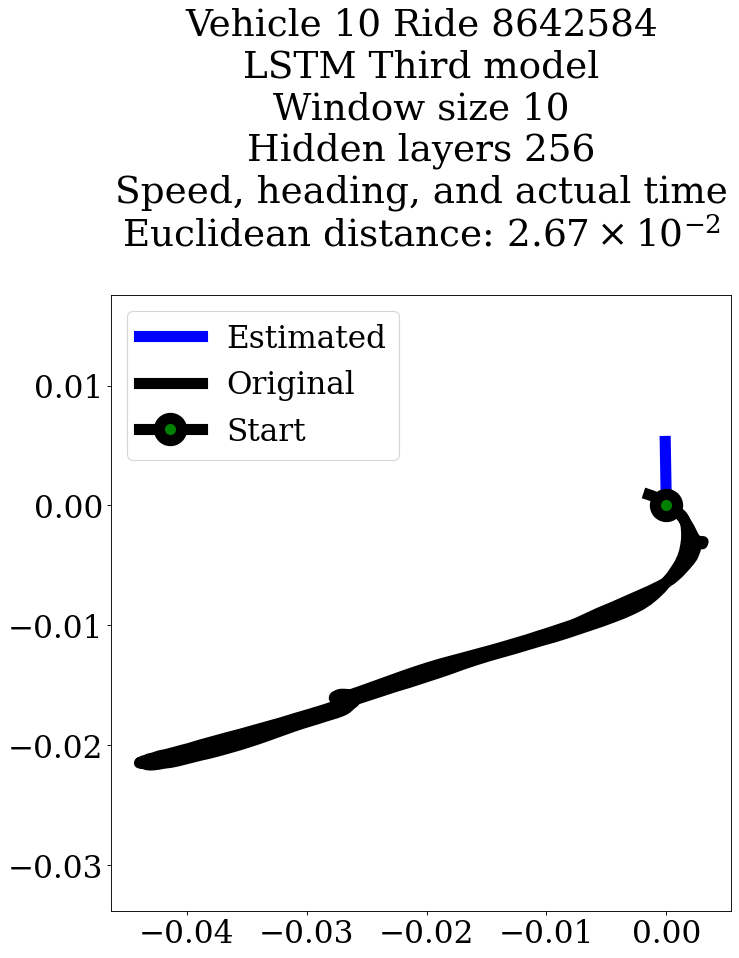 Vehicle 10 Ride 8642584
LSTM Third model
Window size 10
Hidden layers 256
Speed, heading, and actual time
Euclidean distance: 2.67 × 10⁻²
Estimated
Original
Start
0.01
0.00
−0.01
−0.02
−0.03
−0.04 −0.03 −0.02 −0.01 0.00